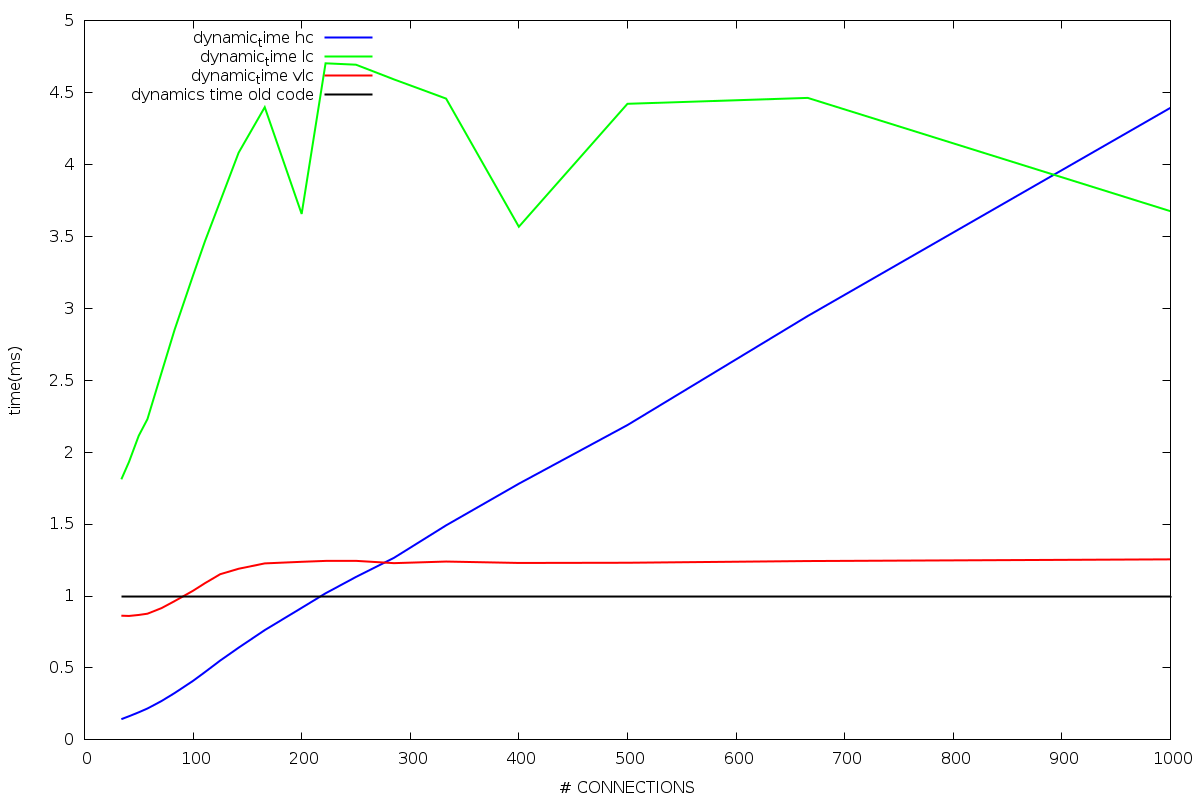 5
4.5
4
3.5
3
2.5
2
1.5
1
0.5
0
time(ms)
dynamic_time hc
dynamic_time lc
dynamic_time vlc
dynamics time old code
0 100 200 300 400 500 600 700 800 900 1000
# CONNECTIONS